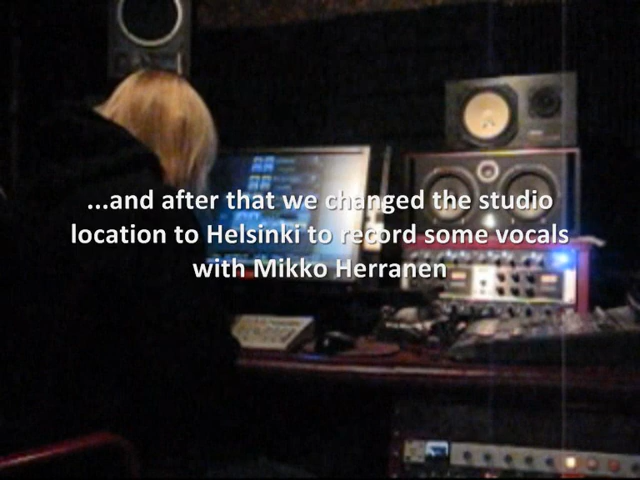 ...and after that we changed the studio
location to Helsinki to record some vocals
with Mikko Herranen